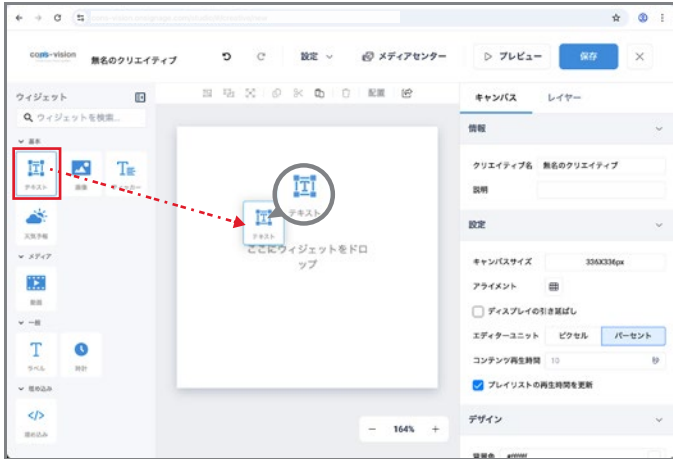 coms-vision
無名のクリエイティブ
設定
メディアセンター
プレビュー
保存
ウィジェット
ウィジェットを検索...
基本
テキスト
画像
天気予報
メディア
動画
一般
ラベル
時計
埋め込み
埋め込み
配置
テキスト
テキスト
ここにウィジェットをドロ
ップ
164%
キャンバス
レイヤー
情報
クリエイティブ名
無名のクリエイティブ
説明
設定
キャンバスサイズ
336X336px
アライメント
ディスプレイの引き延ばし
エディターユニット
ピクセル
パーセント
コンテンツ再生時間
10
秒
プレイリストの再生時間を更新
デザイン